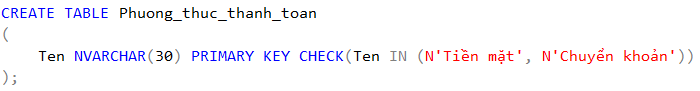 CREATE TABLE Phuong_thuc_thanh_toan
(
Ten NVARCHAR(30) PRIMARY KEY CHECK(Ten IN (N'Tiền mặt', N'Chuyển khoản'))
);